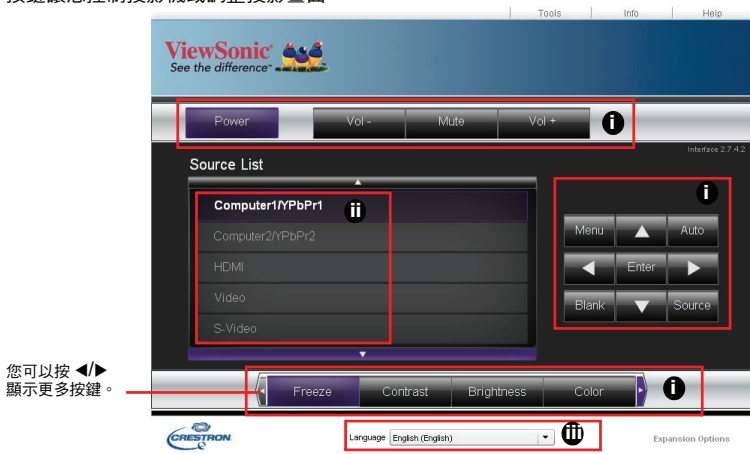 Tools Info Help
ViewSonic®
See the difference™
Power Vol - Mute Vol + i
Interface 2.7.4.2
Source List
i
Computer1/YPbPr1
ii
Computer2/YPbPr2
HDMI
Video
S-Video
Menu Auto
Enter
Blank Source
您可以按 ◀/▶
顯示更多按鍵。
Freeze Contrast Brightness Color i
CRESTRON
Language English (English) iii
Expansion Options